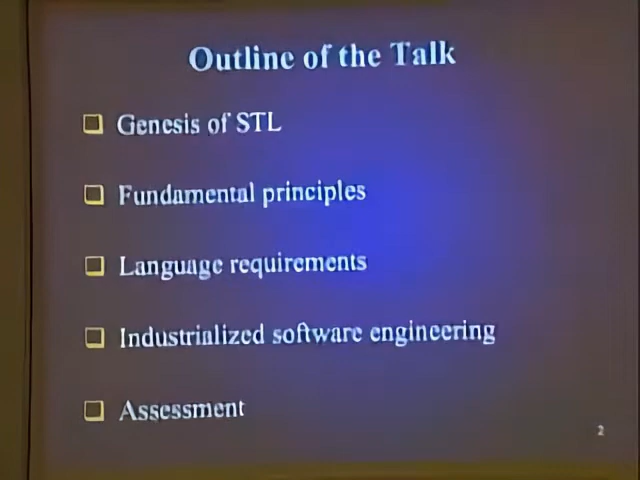 Outline of the Talk
Genesis of STL
Fundamental principles
Language requirements
Industrialized software engineering
Assessment
2